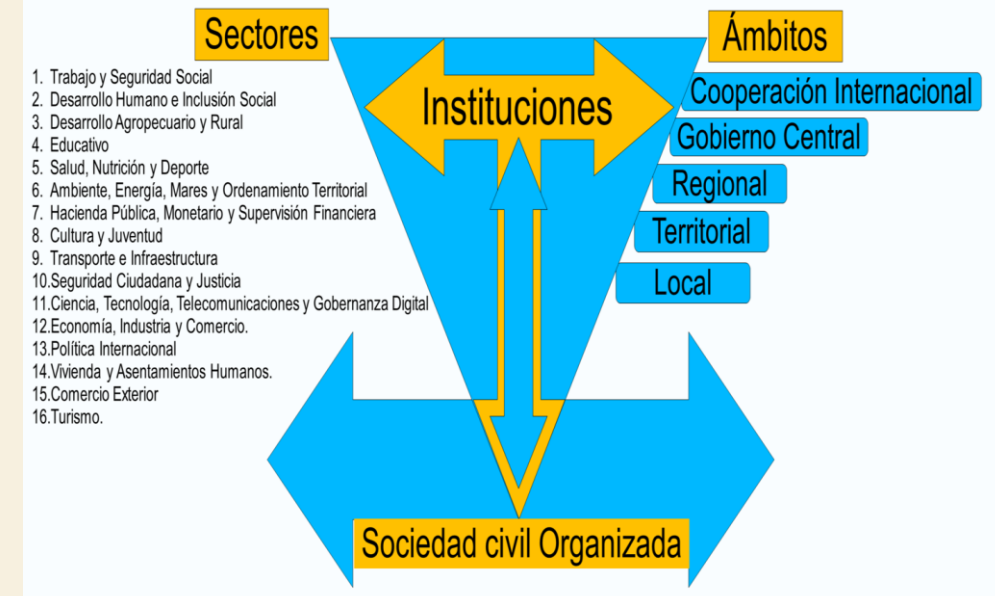 Sectores
1. Trabajo y Seguridad Social
2. Desarrollo Humano e Inclusión Social
3. Desarrollo Agropecuario y Rural
4. Educativo
5. Salud, Nutrición y Deporte
6. Ambiente, Energía, Mares y Ordenamiento Territorial
7. Hacienda Pública, Monetario y Supervisión Financiera
8. Cultura y Juventud
9. Transporte e Infraestructura
10.Seguridad Ciudadana y Justicia
11.Ciencia, Tecnología, Telecomunicaciones y Gobernanza Digital
12.Economía, Industria y Comercio.
13.Política Internacional
14.Vivienda y Asentamientos Humanos.
15.Comercio Exterior
16.Turismo.
Instituciones
Ámbitos
Cooperación Internacional
Gobierno Central
Regional
Territorial
Local
Sociedad civil Organizada